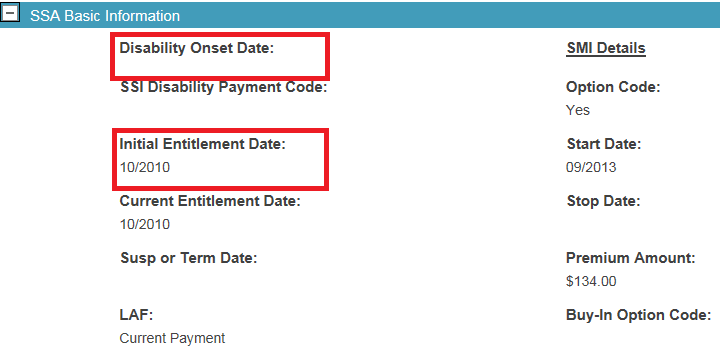 SSA Basic Information
Disability Onset Date:
SMI Details
SSI Disability Payment Code:
Option Code:
Yes
Initial Entitlement Date:
Start Date:
10/2010
09/2013
Current Entitlement Date:
Stop Date:
10/2010
Susp or Term Date:
Premium Amount:
$134.00
LAF:
Buy-In Option Code:
Current Payment